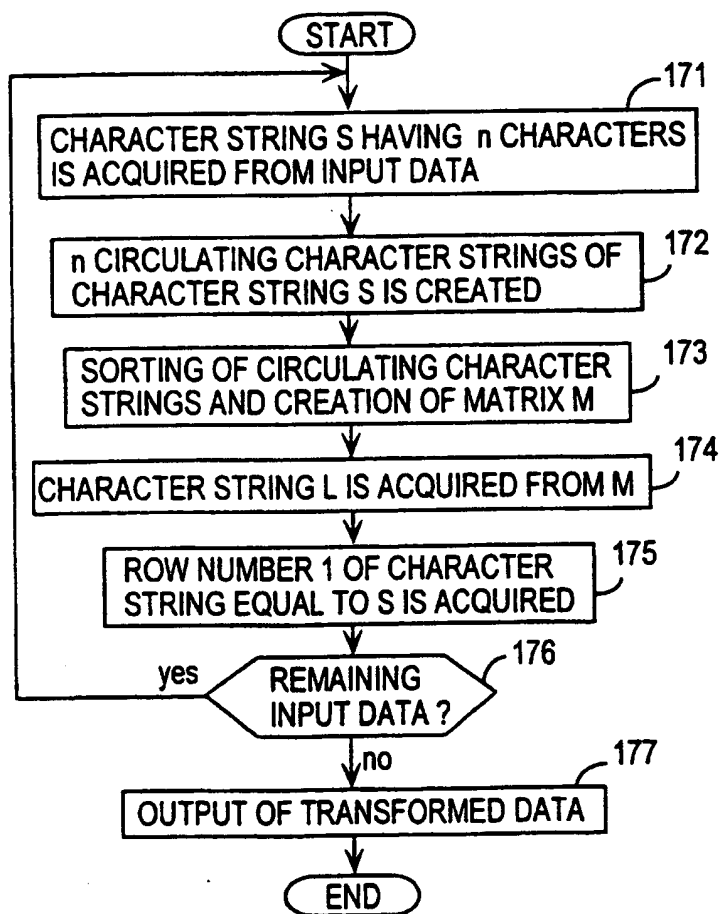 START
171
CHARACTER STRING S HAVING n CHARACTERS
IS ACQUIRED FROM INPUT DATA
n CIRCULATING CHARACTER STRINGS OF
CHARACTER STRING S IS CREATED
172
SORTING OF CIRCULATING CHARACTER
STRINGS AND CREATION OF MATRIX M
173
CHARACTER STRING L IS ACQUIRED FROM M
174
ROW NUMBER 1 OF CHARACTER
STRING EQUAL TO S IS ACQUIRED
175
176
yes
REMAINING
INPUT DATA ?
no
177
OUTPUT OF TRANSFORMED DATA
END